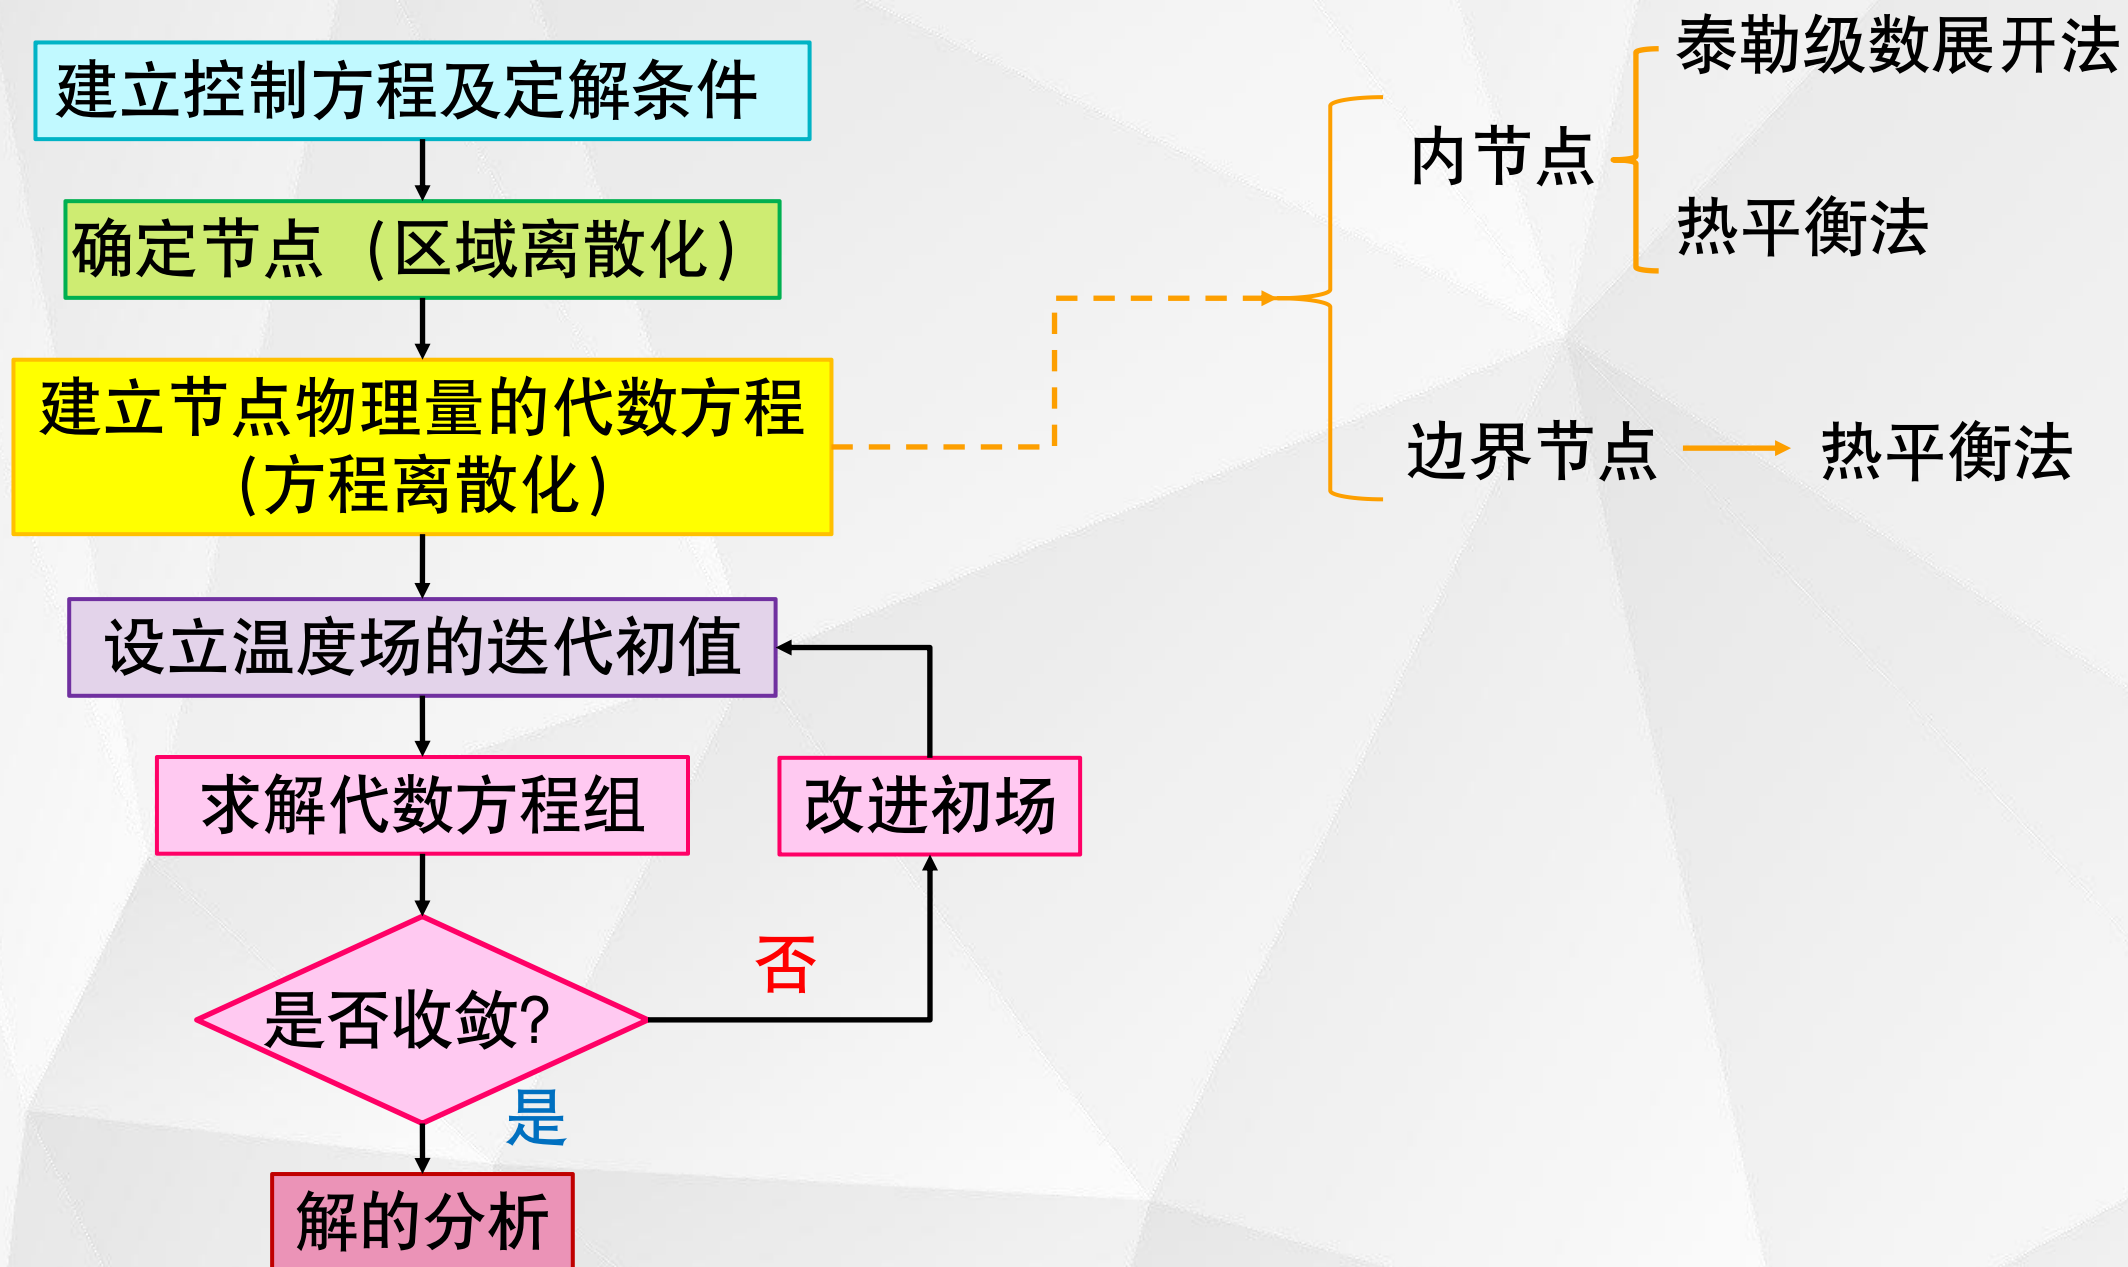 建立控制方程及定解条件
确定节点（区域离散化）
建立节点物理量的代数方程
（方程离散化）
设立温度场的迭代初值
求解代数方程组
改进初场
是否收敛?
否
是
解的分析
内节点
泰勒级数展开法
热平衡法
边界节点
热平衡法